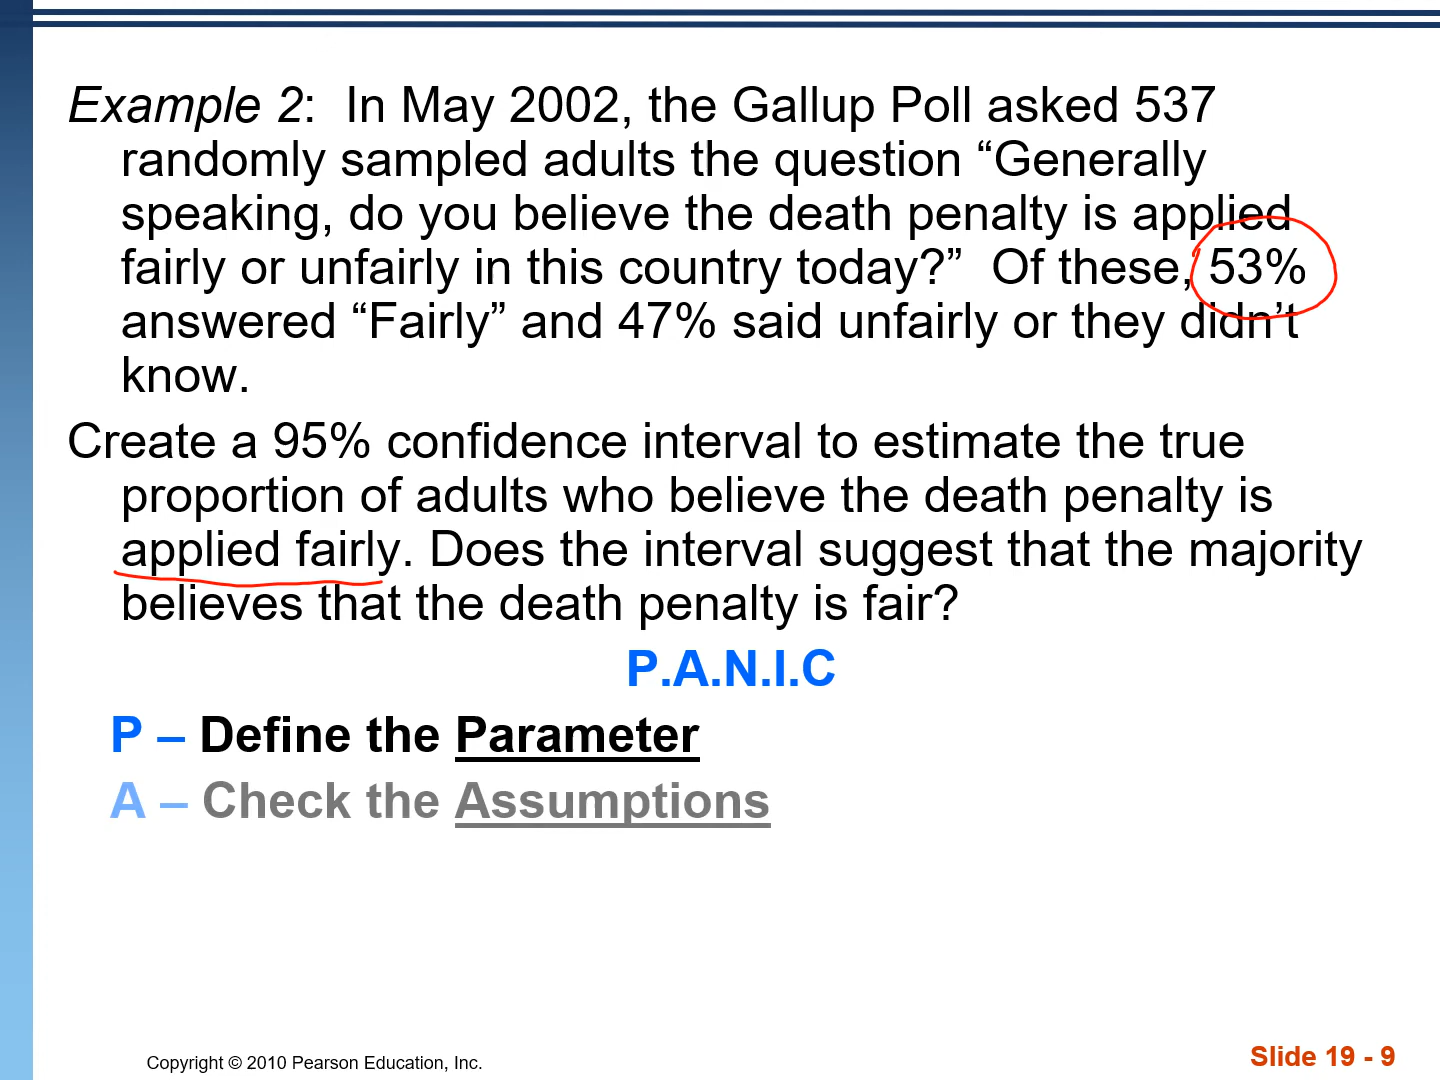 Example 2: In May 2002, the Gallup Poll asked 537
randomly sampled adults the question “Generally
speaking, do you believe the death penalty is applied
fairly or unfairly in this country today?” Of these, 53%
answered “Fairly” and 47% said unfairly or they didn’t
know.
Create a 95% confidence interval to estimate the true
proportion of adults who believe the death penalty is
applied fairly. Does the interval suggest that the majority
believes that the death penalty is fair?
P.A.N.I.C
P – Define the Parameter
A – Check the Assumptions
Copyright © 2010 Pearson Education, Inc.
Slide 19 - 9